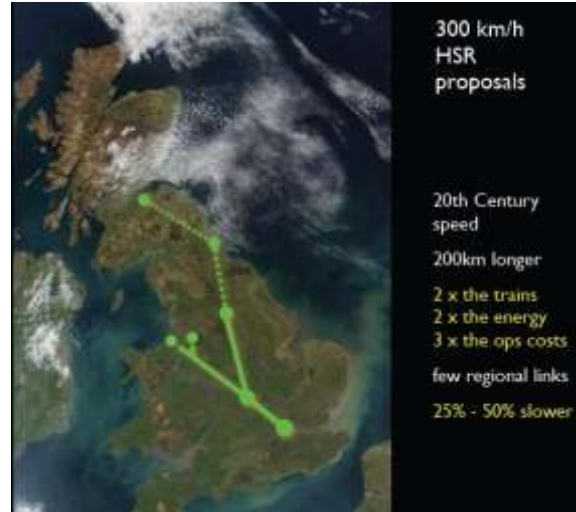 300 km/h
HSR
proposals
20th Century
speed
200km longer
2 x the trains
2 x the energy
3 x the ops costs
few regional links
25% - 50% slower